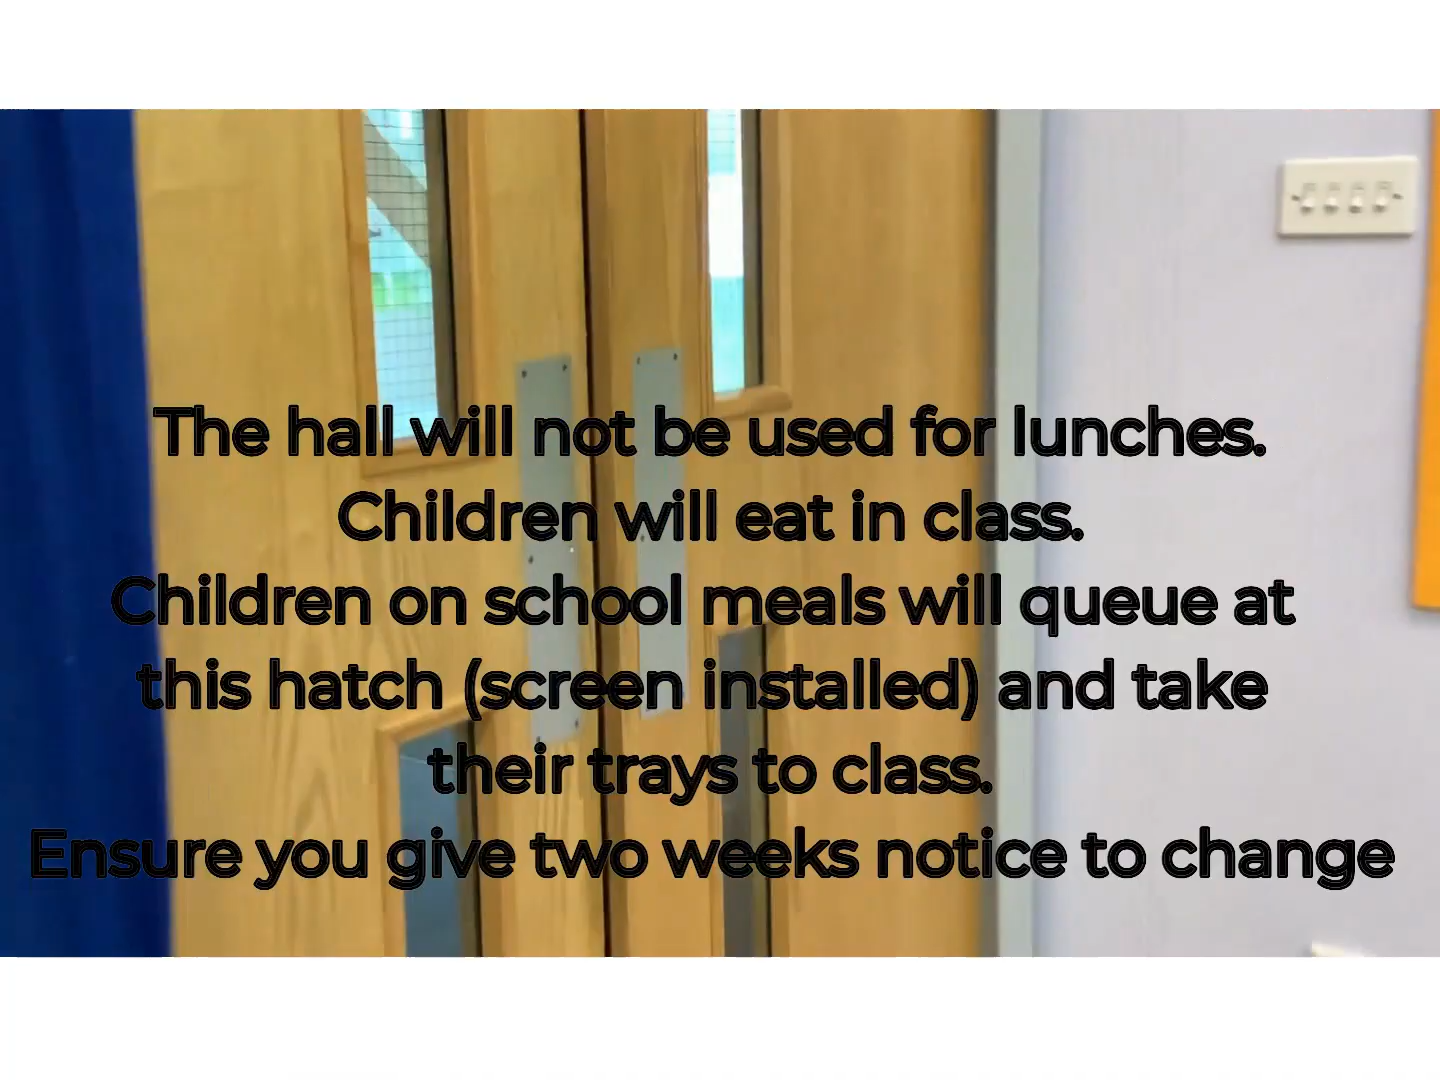 The hall will not be used for lunches.
Children will eat in class.
Children on school meals will queue at
this hatch (screen installed) and take
their trays to class.
Ensure you give two weeks notice to change